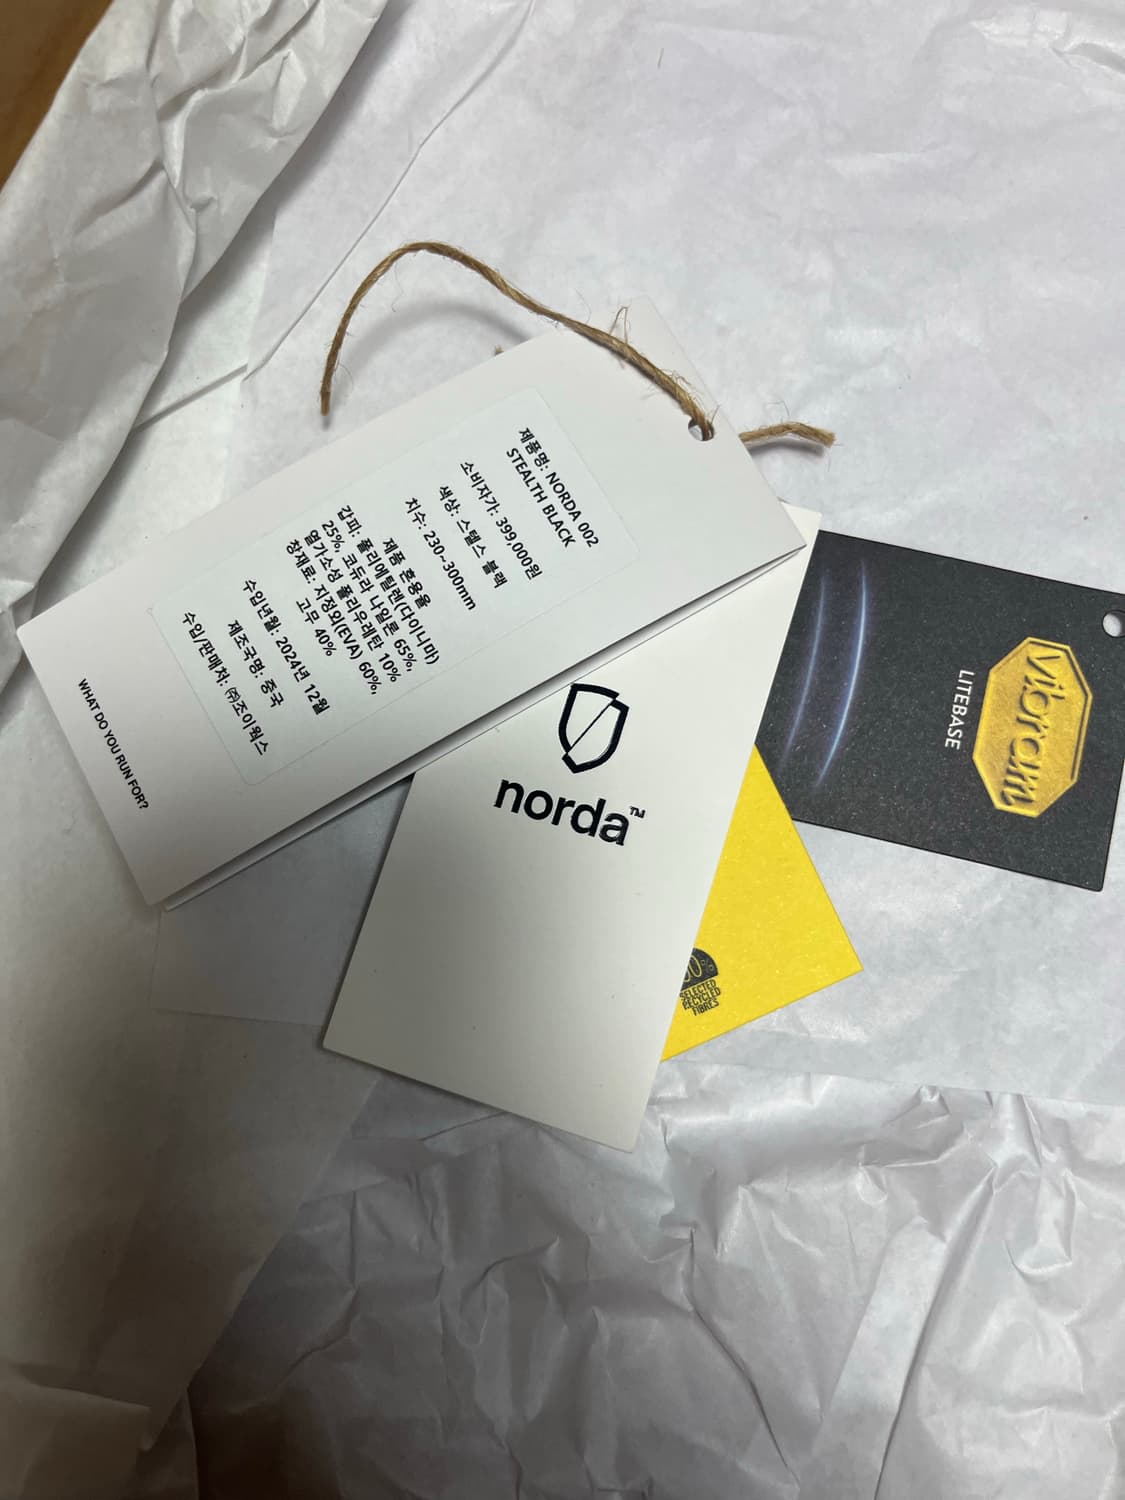 제품명: NORDA 002
STEALTH BLACK
소비자가: 399,000원
색상: 스텔스 블랙
치수: 230~300mm
제품 혼용율
갑피: 폴리에틸렌(다이니마)
25%, 코듀라 나일론 65%,
열가소성 폴리우레탄 10%
창재료: 지정외(EVA) 60%,
고무 40%
수입년월: 2024년 12월
제조국명: 중국
수입/판매처: ㈜조이웍스
WHAT DO YOU RUN FOR?
norda™
vibram
LITEBASE
SELECTED
RECYCLED
FIBRES